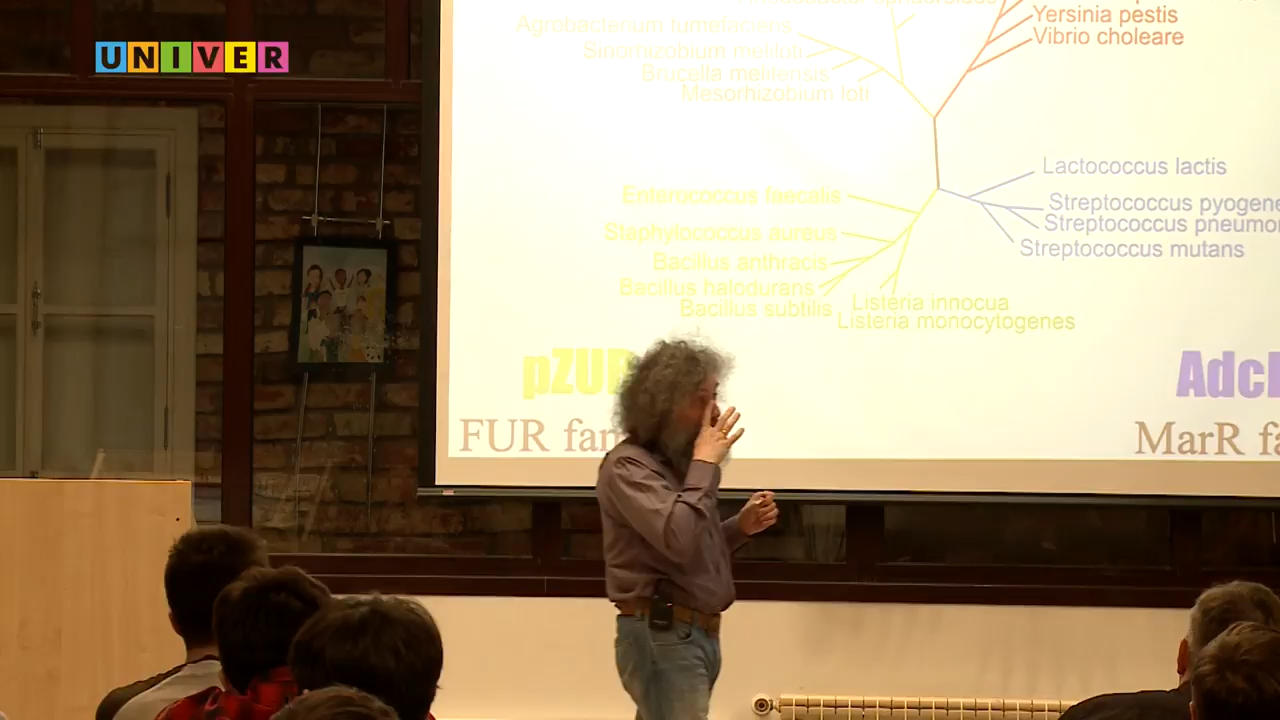 UNIVER
Yersinia pestis
Vibrio choleare
Agrobacterium tumefaciens
Sinorhizobium meliloti
Brucella melitensis
Mesorhizobium loti
Lactococcus lactis
Streptococcus pyogene
Streptococcus pneumo
Streptococcus mutans
Enterococcus faecalis
Staphylococcus aureus
Bacillus anthracis
Bacillus halodurans
Bacillus subtilis
Listeria innocua
Listeria monocytogenes
pZUR
Adc
FUR fam
MarR fa